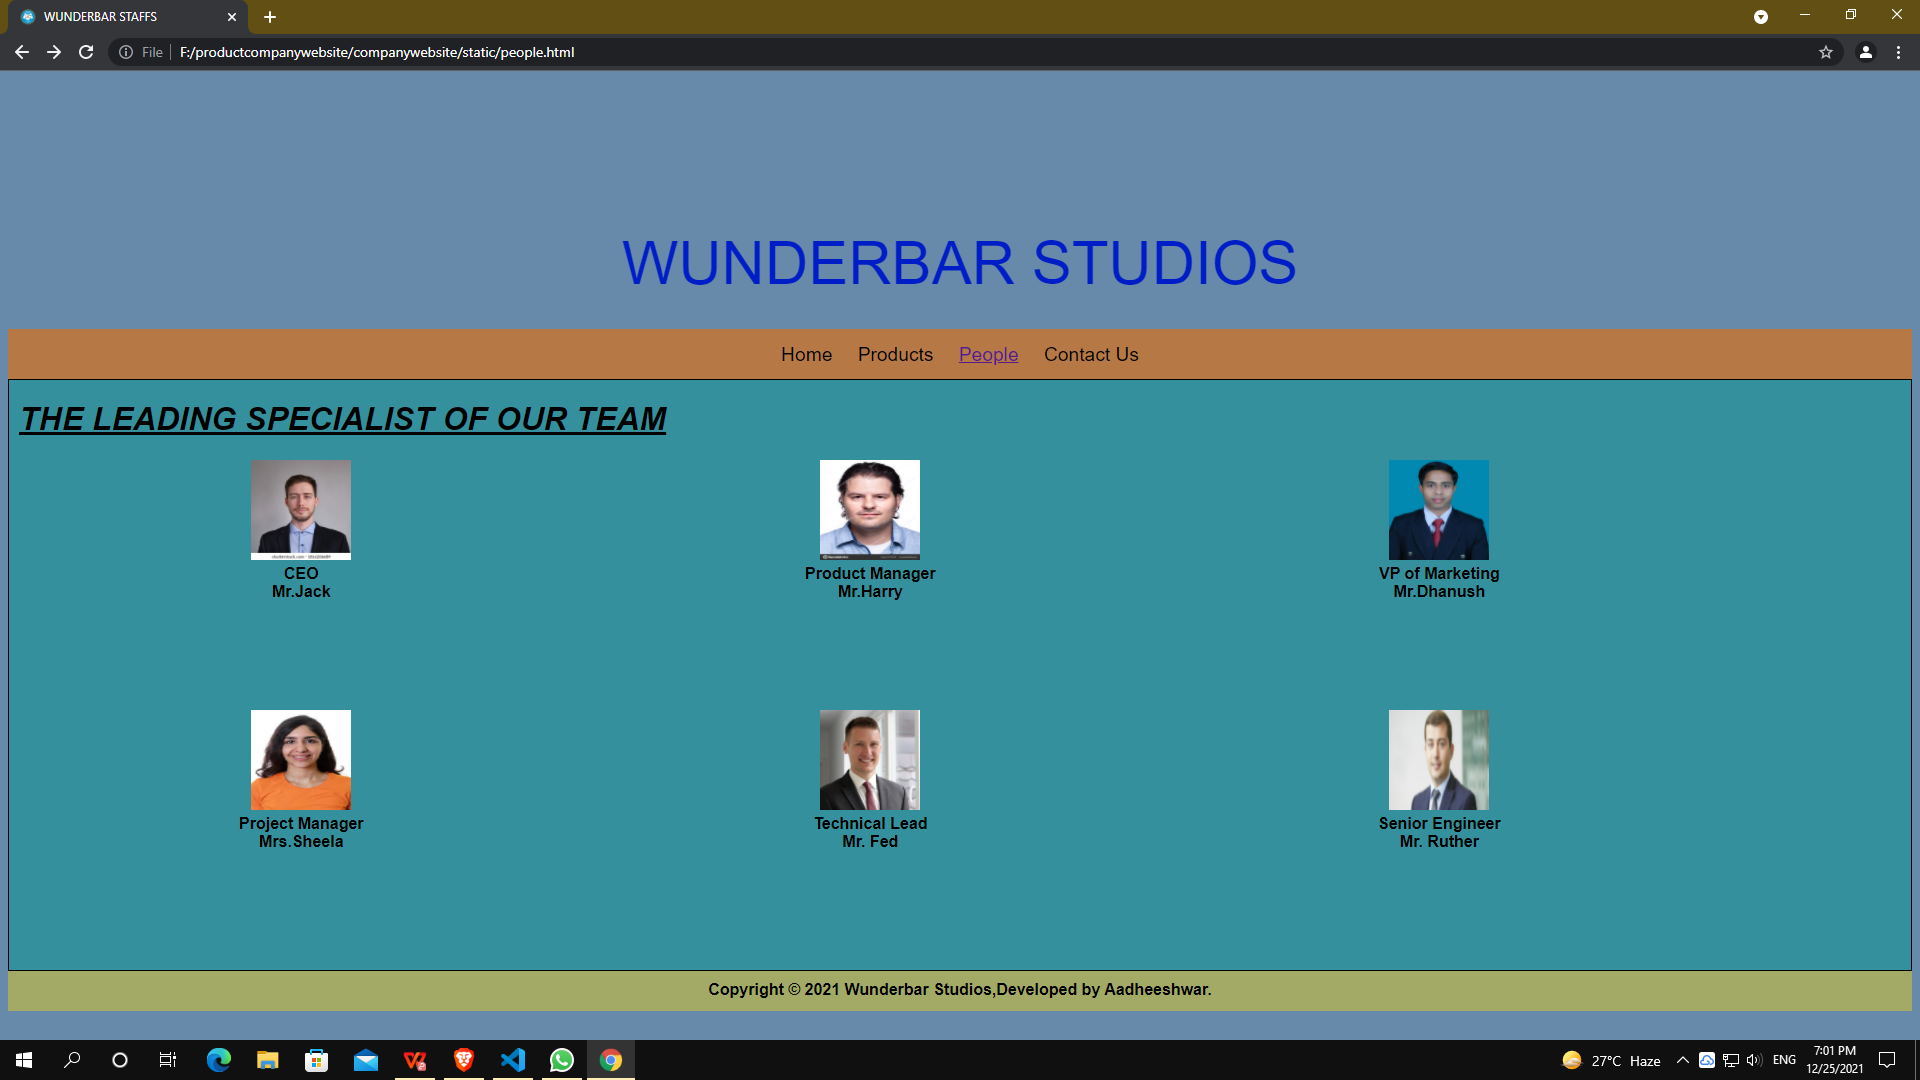 WUNDERBAR STAFFS
File
F:/productcompanywebsite/companywebsite/static/people.html
WUNDERBAR STUDIOS
Home Products People Contact Us
THE LEADING SPECIALIST OF OUR TEAM
CEO
Mr.Jack
Product Manager
Mr.Harry
VP of Marketing
Mr.Dhanush
Project Manager
Mrs.Sheela
Technical Lead
Mr. Fed
Senior Engineer
Mr. Ruther
Copyright © 2021 Wunderbar Studios,Developed by Aadheeshwar.
27°C Haze
ENG
7:01 PM
12/25/2021